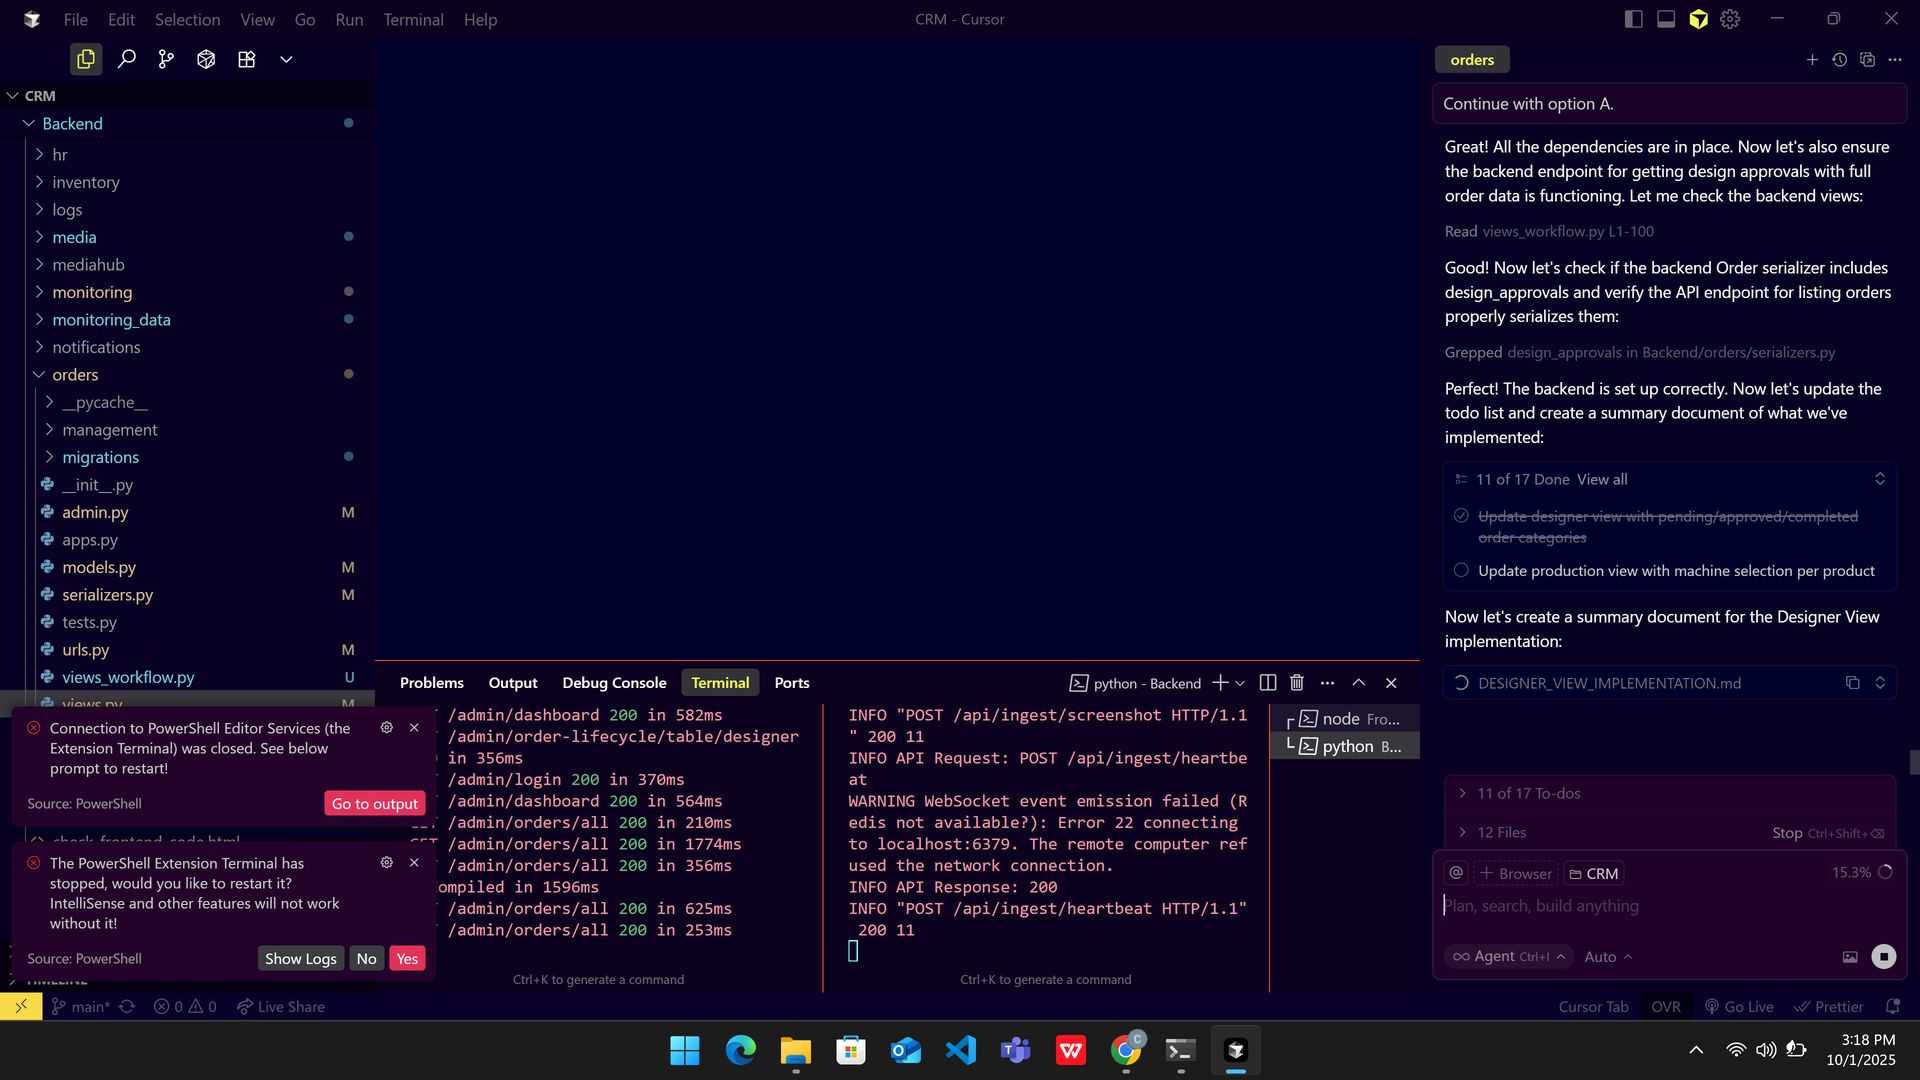 File Edit Selection View Go Run Terminal Help
CRM - Cursor
CRM
Backend
hr
inventory
logs
media
mediahub
monitoring
monitoring_data
notifications
orders
__pycache__
management
migrations
__init__.py
admin.py M
apps.py
models.py M
serializers.py M
tests.py
urls.py M
views_workflow.py U
views.py M
Connection to PowerShell Editor Services (the
Extension Terminal) was closed. See below
prompt to restart!
Source: PowerShell
Go to output
check_frontend_code.html
The PowerShell Extension Terminal has
stopped, would you like to restart it?
IntelliSense and other features will not work
without it!
Source: PowerShell
Show Logs No Yes
TIMELINE
Problems Output Debug Console Terminal Ports
python - Backend
/admin/dashboard 200 in 582ms
/admin/order-lifecycle/table/designer
in 356ms
/admin/login 200 in 370ms
/admin/dashboard 200 in 564ms
/admin/orders/all 200 in 210ms
GET /admin/orders/all 200 in 1774ms
/admin/orders/all 200 in 356ms
ompiled in 1596ms
/admin/orders/all 200 in 625ms
/admin/orders/all 200 in 253ms
Ctrl+K to generate a command
INFO "POST /api/ingest/screenshot HTTP/1.1
" 200 11
INFO API Request: POST /api/ingest/heartbe
at
WARNING WebSocket event emission failed (R
edis not available?): Error 22 connecting
to localhost:6379. The remote computer ref
used the network connection.
INFO API Response: 200
INFO "POST /api/ingest/heartbeat HTTP/1.1"
200 11
Ctrl+K to generate a command
node Fro...
python B...
orders
Continue with option A.
Great! All the dependencies are in place. Now let's also ensure
the backend endpoint for getting design approvals with full
order data is functioning. Let me check the backend views:
Read views_workflow.py L1-100
Good! Now let's check if the backend Order serializer includes
design_approvals and verify the API endpoint for listing orders
properly serializes them:
Grepped design_approvals in Backend/orders/serializers.py
Perfect! The backend is set up correctly. Now let's update the
todo list and create a summary document of what we've
implemented:
11 of 17 Done View all
Update designer view with pending/approved/completed
order categories
Update production view with machine selection per product
Now let's create a summary document for the Designer View
implementation:
DESIGNER_VIEW_IMPLEMENTATION.md
11 of 17 To-dos
12 Files Stop Ctrl+Shift+⌫
@ + Browser CRM 15.3%
Plan, search, build anything
Agent Ctrl+I Auto
main* 0 0 Live Share
Cursor Tab OVR Go Live Prettier
3:18 PM
10/1/2025